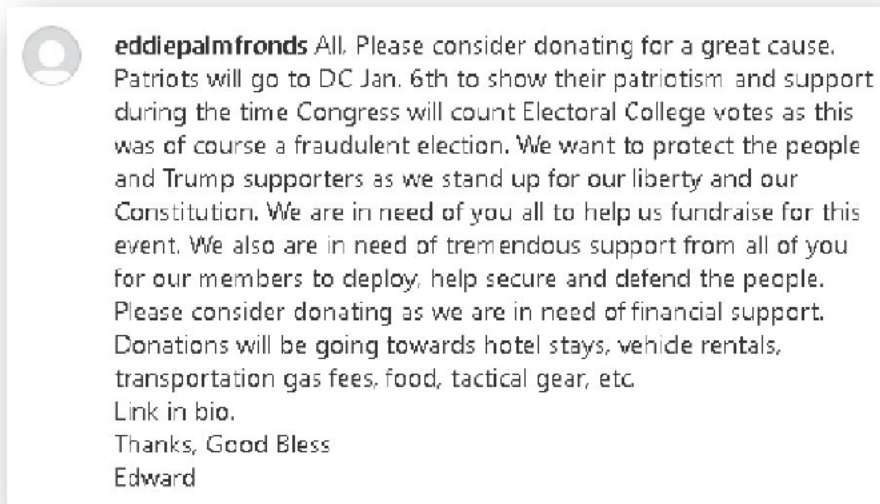 eddiepalmfronds All, Please consider donating for a great cause.
Patriots will go to DC Jan. 6th to show their patriotism and support
during the time Congress will count Electoral College votes as this
was of course a fraudulent election. We want to protect the people
and Trump supporters as we stand up for our liberty and our
Constitution. We are in need of you all to help us fundraise for this
event. We also are in need of tremendous support from all of you
for our members to deploy, help secure and defend the people.
Please consider donating as we are in need of financial support.
Donations will be going towards hotel stays, vehicle rentals,
transportation gas fees, food, tactical gear, etc.
Link in bio.
Thanks, Good Bless
Edward